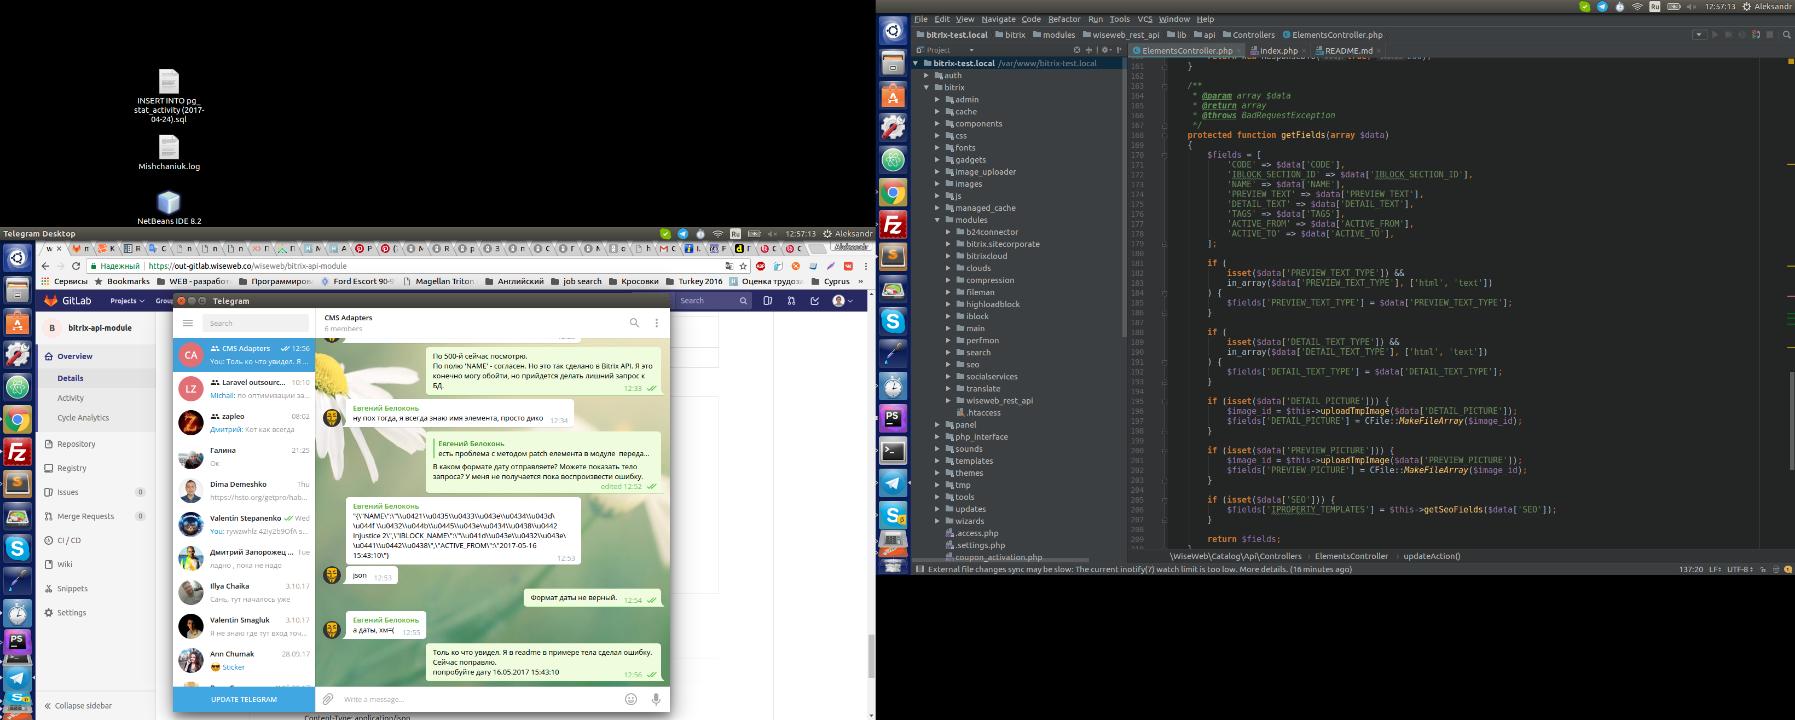 INSERT INTO pg_
stat_activity (2017-
04-24).sql
Mishchaniuk.log
NetBeans IDE 8.2
Telegram Desktop
Ru
12:57:13
Aleksandr
Надежный
https://out-gitlab.wiseweb.co/wiseweb/bitrix-api-module
Сервисы
Bookmarks
WEB - разработ
Программиров
Ford Escort 90-9
Magellan Triton
Английский
job search
Кросовки
Turkey 2016
Оценка трудоз
Cyprus
GitLab
Projects
Search
B
bitrix-api-module
Overview
Details
Activity
Cycle Analytics
Repository
Registry
Issues 0
Merge Requests 0
CI / CD
Wiki
Snippets
Settings
Collapse sidebar
Telegram
Search
CA
CMS Adapters 12:56
You: Толь ко что увидел. Я ...
LZ
Laravel outsourc... 10:10
Michail: по оптимизации за...
zapleo 08:02
Дмитрий: Кот как всегда
Галина 21:25
Ок
Dima Demeshko Thu
https://hsto.org/getpro/hab...
Valentin Stepanenko Wed
Дмитрий Запорожец ... Tue
ладно , пока не надо
Illya Chaika 3.10.17
Сань, тут началось уже
Valentin Smagluk 3.10.17
Я не знаю где тут вход точ...
Ann Chumak 28.09.17
Sticker
UPDATE TELEGRAM
CMS Adapters
6 members
По 500-й сейчас посмотрю.
По полю 'NAME' - согласен. Но это так сделано в Bitrix API. Я это
конечно могу обойти, но прийдется делать лишний запрос к
БД.
12:33
Евгений Белоконь
ну пох тогда, я всегда знаю имя элемента, просто дико 12:34
Евгений Белоконь
есть проблема с методом patch елемента в модуле переда...
В каком формате дату отправляете? Можете показать тело
запроса? У меня не получается пока воспроизвести ошибку.
edited 12:52
Евгений Белоконь
"{\"NAME\":\"\\u0421\\u0435\\u0433\\u043e\\u0434\\u043d\
\u044f \\u0432\\u044b\\u0445\\u043e\\u0434\\u0438\\u0442
Injustice 2\",\"IBLOCK_NAME\":\"\\u041d\\u043e\\u0432\\u043e\
\u0441\\u0442\\u0438\",\"ACTIVE_FROM\":\"2017-05-16
15:43:10\"}
12:53
json 12:53
Формат даты не верный. 12:54
Евгений Белоконь
а даты, хм=( 12:55
Толь ко что увидел. Я в readme в примере тела сделал ошибку.
Сейчас поправлю.
попробуйте дату 16.05.2017 15:43:10
12:56
Write a message...
Content-Type: application/json
Ru
12:57:13
Aleksandr
File Edit View Navigate Code Refactor Run Tools VCS Window Help
bitrix-test.local bitrix modules wiseweb_rest_api lib api Controllers ElementsController.php
Project
ElementsController.php
index.php
README.md
bitrix-test.local /var/www/bitrix-test.local
auth
bitrix
admin
cache
components
css
fonts
gadgets
image_uploader
images
js
managed_cache
modules
b24connector
bitrix.sitecorporate
bitrixcloud
clouds
compression
fileman
highloadblock
iblock
main
perfmon
search
seo
socialservices
translate
wiseweb_rest_api
.htaccess
panel
php_interface
sounds
templates
themes
tmp
tools
updates
wizards
.access.php
.settings.php
coupon_activation.php
}
/**
* @param array $data
* @return array
* @throws BadRequestException
*/
protected function getFields(array $data)
{
$fields = [
'CODE' => $data['CODE'],
'IBLOCK_SECTION_ID' => $data['IBLOCK_SECTION_ID'],
'NAME' => $data['NAME'],
'PREVIEW_TEXT' => $data['PREVIEW_TEXT'],
'DETAIL_TEXT' => $data['DETAIL_TEXT'],
'TAGS' => $data['TAGS'],
'ACTIVE_FROM' => $data['ACTIVE_FROM'],
'ACTIVE_TO' => $data['ACTIVE_TO'],
];
if (
isset($data['PREVIEW_TEXT_TYPE']) &&
in_array($data['PREVIEW_TEXT_TYPE'], ['html', 'text'])
) {
$fields['PREVIEW_TEXT_TYPE'] = $data['PREVIEW_TEXT_TYPE'];
}
if (
isset($data['DETAIL_TEXT_TYPE']) &&
in_array($data['DETAIL_TEXT_TYPE'], ['html', 'text'])
) {
$fields['DETAIL_TEXT_TYPE'] = $data['DETAIL_TEXT_TYPE'];
}
if (isset($data['DETAIL_PICTURE'])) {
$image_id = $this->uploadTmpImage($data['DETAIL_PICTURE']);
$fields['DETAIL_PICTURE'] = CFile::MakeFileArray($image_id);
}
if (isset($data['PREVIEW_PICTURE'])) {
$image_id = $this->uploadTmpImage($data['PREVIEW_PICTURE']);
$fields['PREVIEW_PICTURE'] = CFile::MakeFileArray($image_id);
}
if (isset($data['SEO'])) {
$fields['IPROPERTY_TEMPLATES'] = $this->getSeoFields($data['SEO']);
}
return $fields;
\WiseWeb\Catalog\Api\Controllers ElementsController updateAction()
External file changes sync may be slow: The current inotify(7) watch limit is too low. More details. (16 minutes ago)
137:20 LF UTF-8